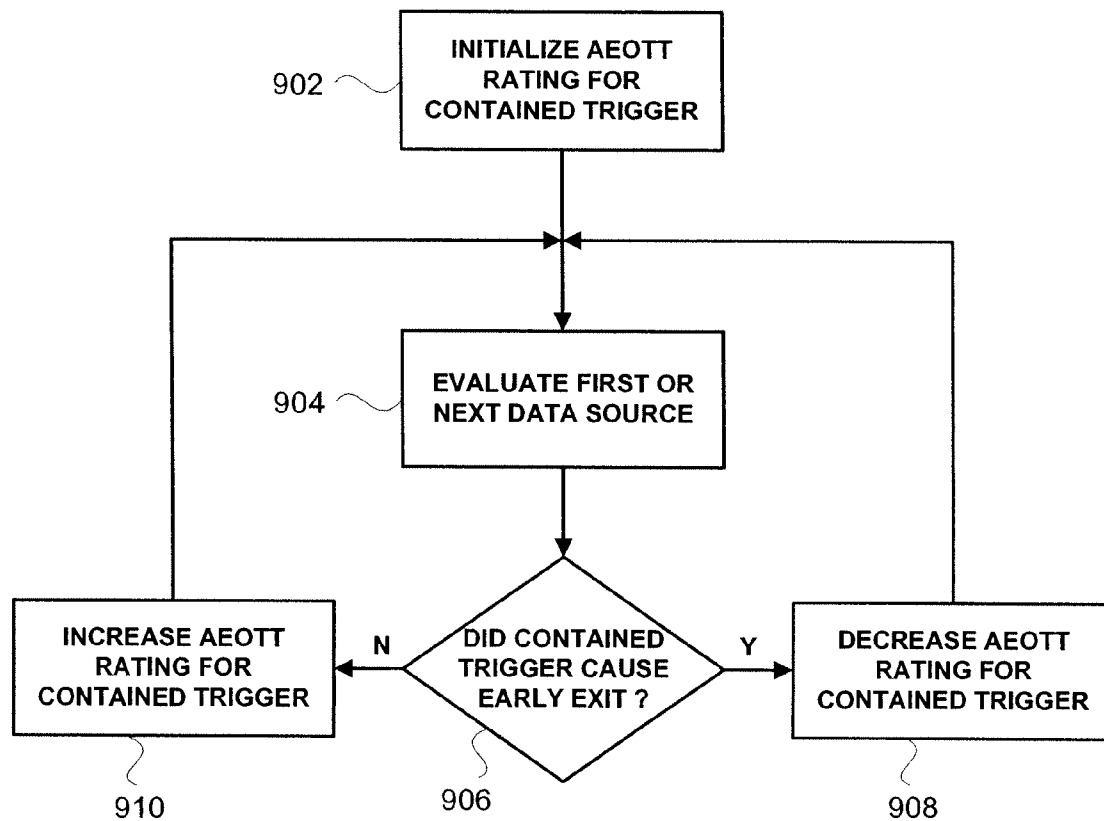 INITIALIZE AEOTT
RATING FOR
CONTAINED TRIGGER
902
EVALUATE FIRST OR
NEXT DATA SOURCE
904
INCREASE AEOTT
RATING FOR
CONTAINED TRIGGER
N
DID CONTAINED
TRIGGER CAUSE
EARLY EXIT ?
Y
DECREASE AEOTT
RATING FOR
CONTAINED TRIGGER
910
906
908